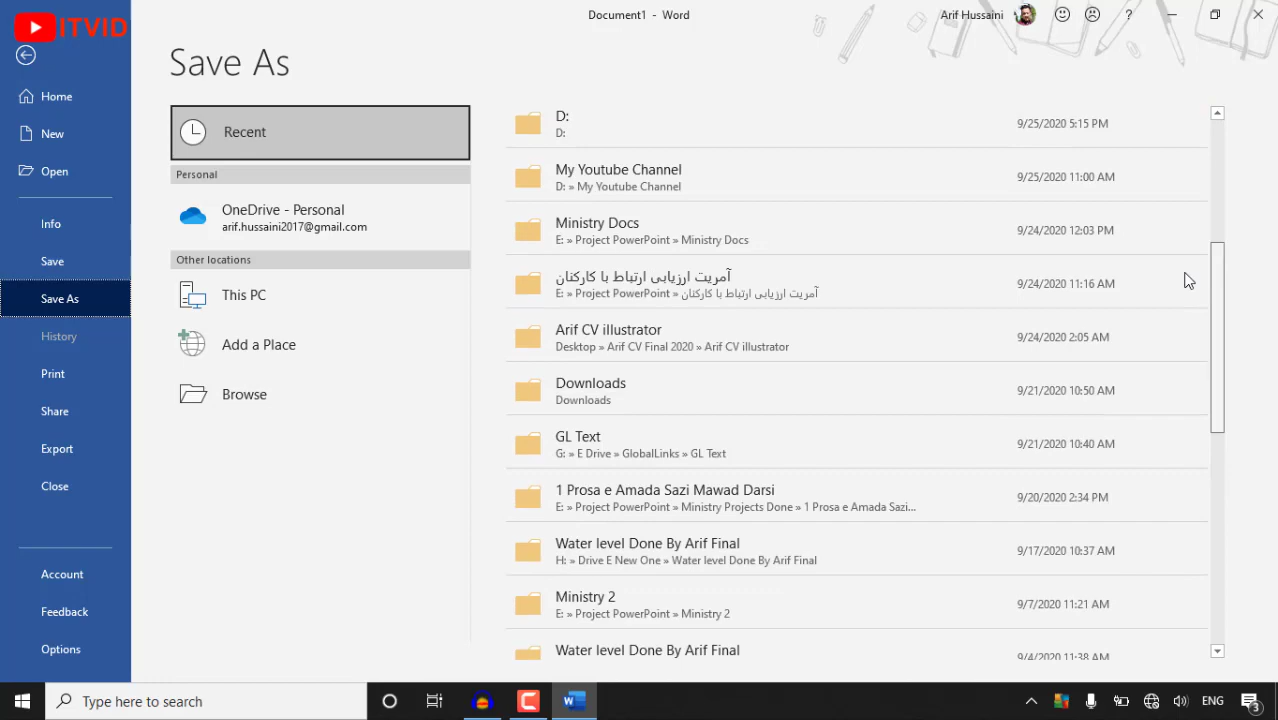 ITVID
Document1 - Word
Arif Hussaini
?
Save As
Home
New
Open
Info
Save
Save As
History
Print
Share
Export
Close
Account
Feedback
Options
Recent
Personal
OneDrive - Personal
arif.hussaini2017@gmail.com
Other locations
This PC
Add a Place
Browse
D:
D:
9/25/2020 5:15 PM
My Youtube Channel
D: » My Youtube Channel
9/25/2020 11:00 AM
Ministry Docs
E: » Project PowerPoint » Ministry Docs
9/24/2020 12:03 PM
آمریت ارزیابی ارتباط با کارکنان
E: » Project PowerPoint » آمریت ارزیابی ارتباط با کارکنان
9/24/2020 11:16 AM
Arif CV illustrator
Desktop » Arif CV Final 2020 » Arif CV illustrator
9/24/2020 2:05 AM
Downloads
Downloads
9/21/2020 10:50 AM
GL Text
G: » E Drive » GlobalLinks » GL Text
9/21/2020 10:40 AM
1 Prosa e Amada Sazi Mawad Darsi
E: » Project PowerPoint » Ministry Projects Done » 1 Prosa e Amada Sazi...
9/20/2020 2:34 PM
Water level Done By Arif Final
H: » Drive E New One » Water level Done By Arif Final
9/17/2020 10:37 AM
Ministry 2
E: » Project PowerPoint » Ministry 2
9/7/2020 11:21 AM
Water level Done By Arif Final
9/4/2020 11:38 AM
Type here to search
ENG
3